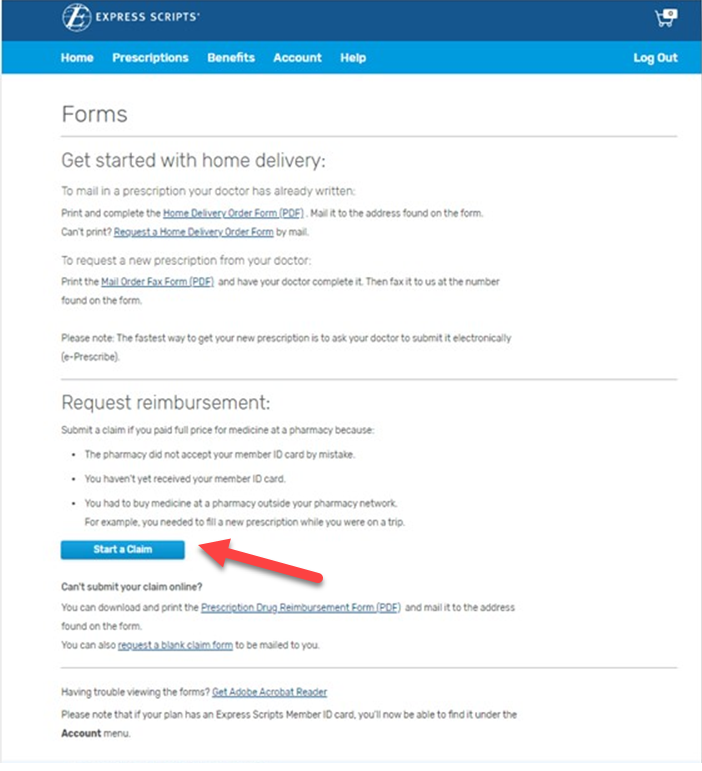 EXPRESS SCRIPTS®
0
Home Prescriptions Benefits Account Help Log Out
Forms
Get started with home delivery:
To mail in a prescription your doctor has already written:
Print and complete the Home Delivery Order Form (PDF) . Mail it to the address found on the form.
Can't print? Request a Home Delivery Order Form by mail.
To request a new prescription from your doctor:
Print the Mail Order Fax Form (PDF) and have your doctor complete it. Then fax it to us at the number
found on the form.
Please note: The fastest way to get your new prescription is to ask your doctor to submit it electronically
(e-Prescribe).
Request reimbursement:
Submit a claim if you paid full price for medicine at a pharmacy because:
• The pharmacy did not accept your member ID card by mistake.
• You haven't yet received your member ID card.
• You had to buy medicine at a pharmacy outside your pharmacy network.
For example, you needed to fill a new prescription while you were on a trip.
Start a Claim
Can't submit your claim online?
You can download and print the Prescription Drug Reimbursement Form (PDF) and mail it to the address
found on the form.
You can also request a blank claim form to be mailed to you.
Having trouble viewing the forms? Get Adobe Acrobat Reader
Please note that if your plan has an Express Scripts Member ID card, you'll now be able to find it under the
Account menu.